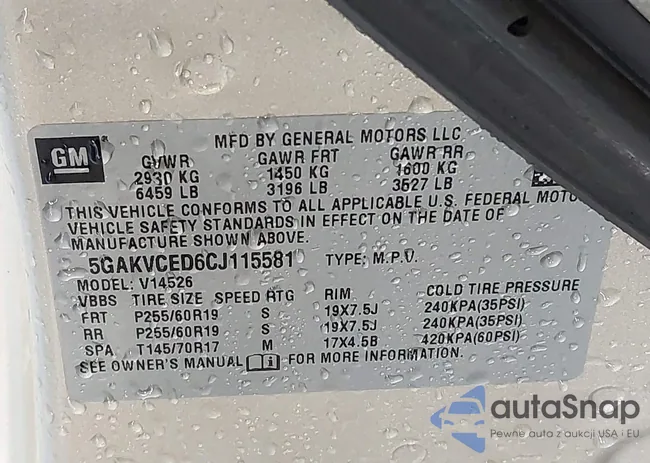 GM
MFD BY GENERAL MOTORS LLC
GVWR GAWR FRT GAWR RR
2930 KG 1450 KG 1600 KG
6459 LB 3196 LB 3527 LB
THIS VEHICLE CONFORMS TO ALL APPLICABLE U.S. FEDERAL MOTOR
VEHICLE SAFETY STANDARDS IN EFFECT ON THE DATE OF
MANUFACTURE SHOWN ABOVE.
5GAKVCED6CJ115581 TYPE: M.P.V.
MODEL: V14526
VBBS TIRE SIZE SPEED RTG RIM COLD TIRE PRESSURE
FRT P255/60R19 S 19X7.5J 240KPA(35PSI)
RR P255/60R19 S 19X7.5J 240KPA(35PSI)
SPA T145/70R17 M 17X4.5B 420KPA(60PSI)
SEE OWNER'S MANUAL i FOR MORE INFORMATION.
autaSnap
Pewne auta z aukcji USA i EU